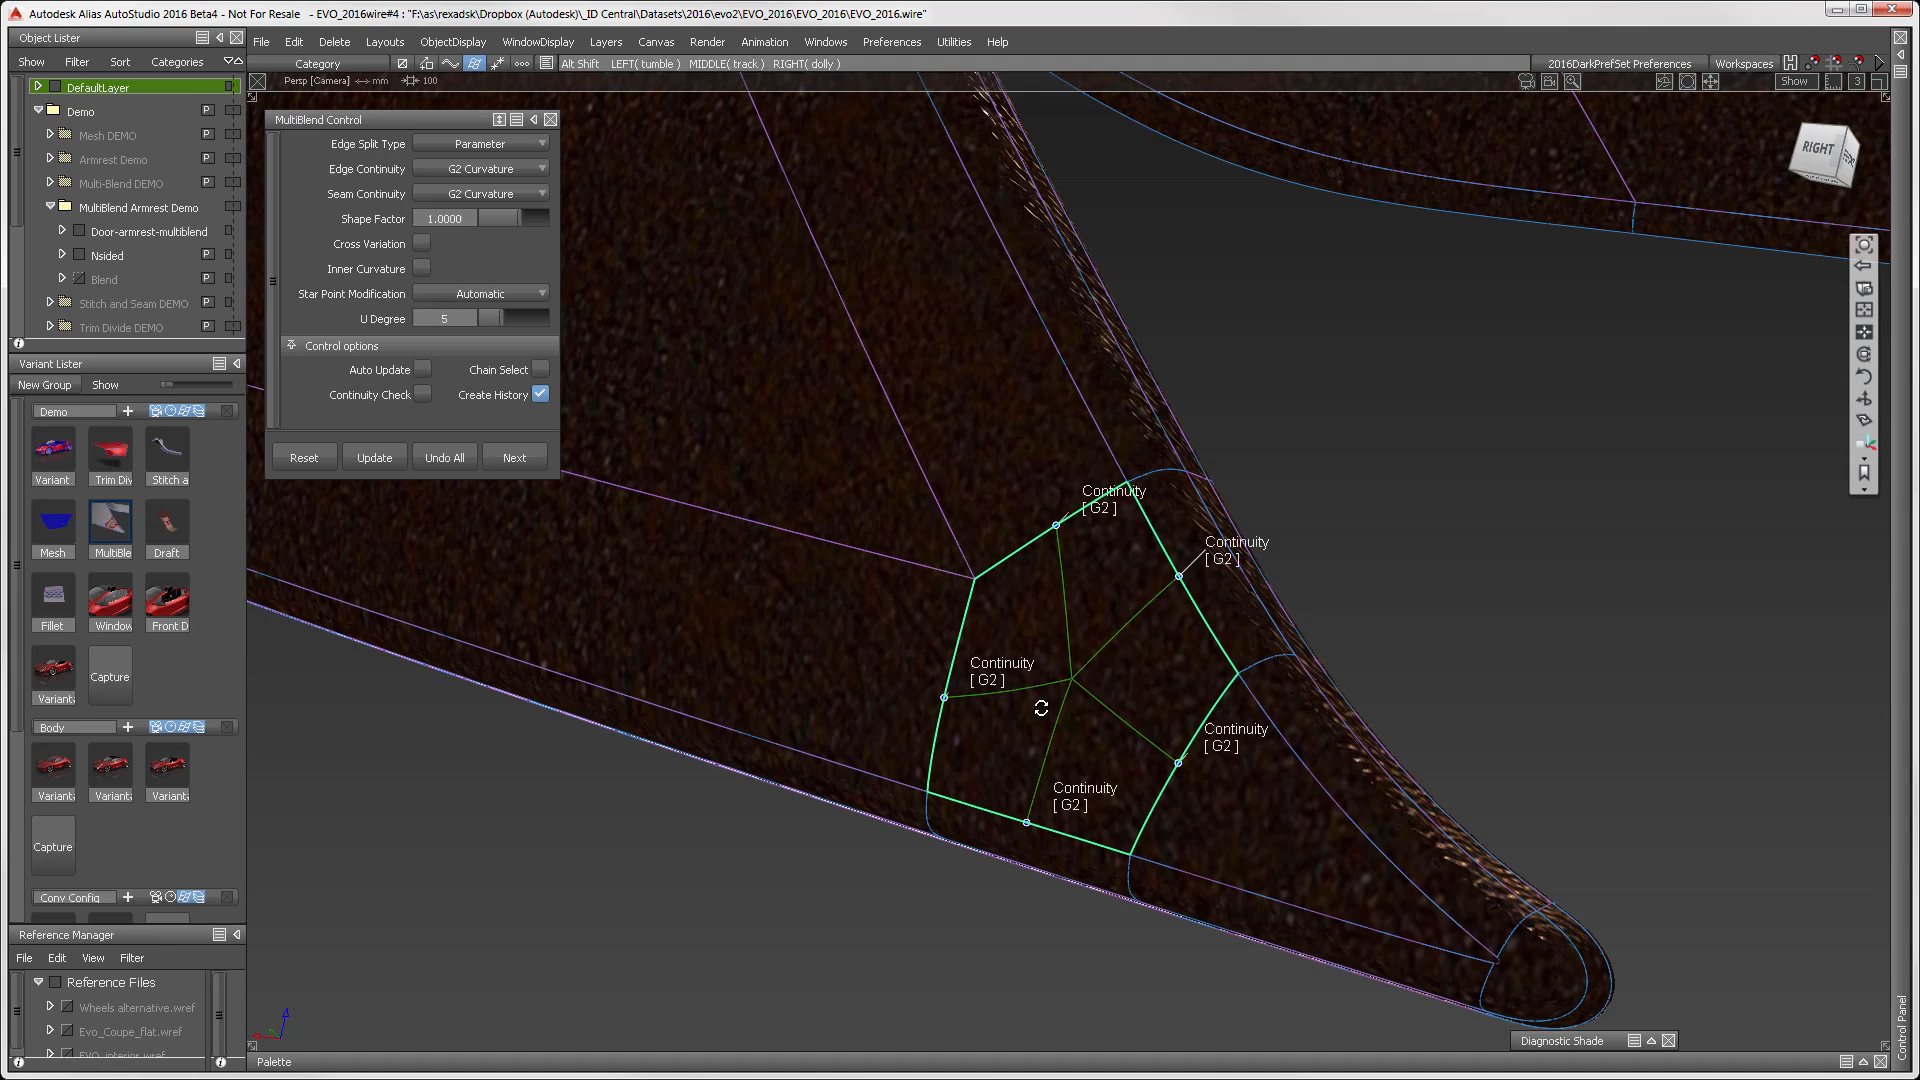 Autodesk Alias AutoStudio 2016 Beta4 - Not For Resale - EVO_2016wire#4 : "F:\as\rexadsk\Dropbox (Autodesk)\_ID Central\Datasets\2016\evo2\EVO_2016\EVO_2016\EVO_2016.wire"
Object Lister
File Edit Delete Layouts ObjectDisplay WindowDisplay Layers Canvas Render Animation Windows Preferences Utilities Help
Show Filter Sort Categories
Category
Alt Shift LEFT( tumble ) MIDDLE( track ) RIGHT( dolly )
2016DarkPrefSet Preferences
Workspaces
Persp [Camera] <-> mm 100
Show
3
DefaultLayer
Demo P
Mesh DEMO P
Armrest Demo P
Multi-Blend DEMO P
MultiBlend Armrest Demo P
Door-armrest-multiblend
Nsided P
Blend P
Stitch and Seam DEMO P
Trim Divide DEMO P
MultiBlend Control
Edge Split Type Parameter
Edge Continuity G2 Curvature
Seam Continuity G2 Curvature
Shape Factor 1.0000
Cross Variation
Inner Curvature
Star Point Modification Automatic
U Degree 5
Control options
Auto Update Chain Select
Continuity Check Create History
Reset Update Undo All Next
RIGHT
Variant Lister
New Group Show
Demo
Variant Trim Div Stitch a
Mesh MultiBle Draft
Fillet Window Front D
Variant
Capture
Body
Variant Variant Variant
Capture
Conv Config
Reference Manager
File Edit View Filter
Reference Files
Wheels alternative.wref
Evo_Coupe_flat.wref
EVO_interior.wref
Continuity
[ G2 ]
Continuity
[ G2 ]
Continuity
[ G2 ]
Continuity
[ G2 ]
Continuity
[ G2 ]
Diagnostic Shade
Control Panel
Palette